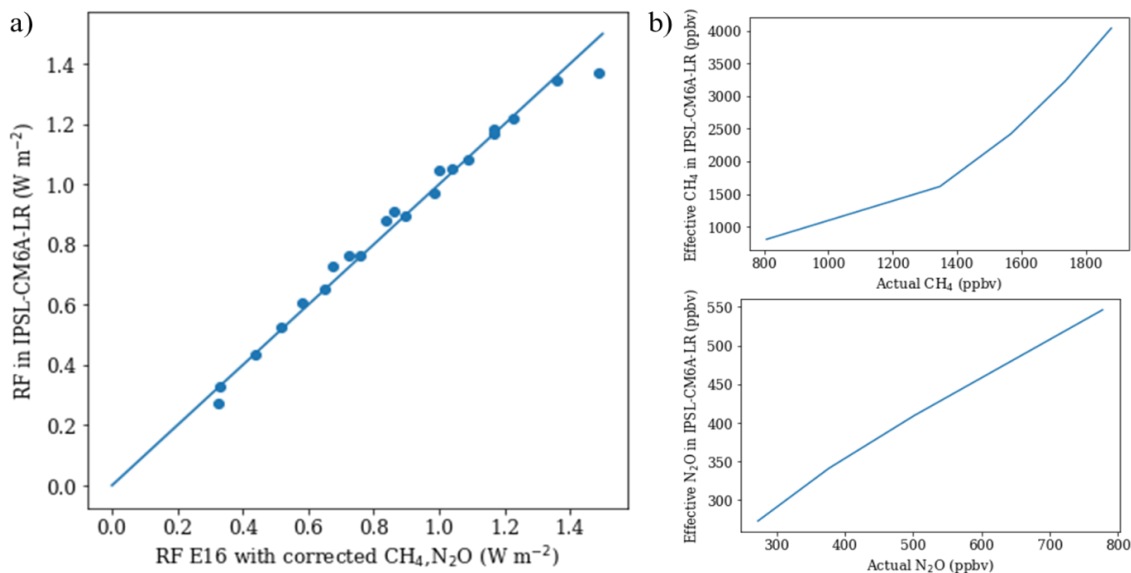 a)
RF in IPSL-CM6A-LR (W m⁻²)
1.4
1.2
1.0
0.8
0.6
0.4
0.2
0.0
0.0 0.2 0.4 0.6 0.8 1.0 1.2 1.4
RF E16 with corrected CH₄,N₂O (W m⁻²)
b)
Effective CH₄ in IPSL-CM6A-LR (ppbv)
4000
3500
3000
2500
2000
1500
1000
800 1000 1200 1400 1600 1800
Actual CH₄ (ppbv)
Effective N₂O in IPSL-CM6A-LR (ppbv)
550
500
450
400
350
300
300 400 500 600 700 800
Actual N₂O (ppbv)